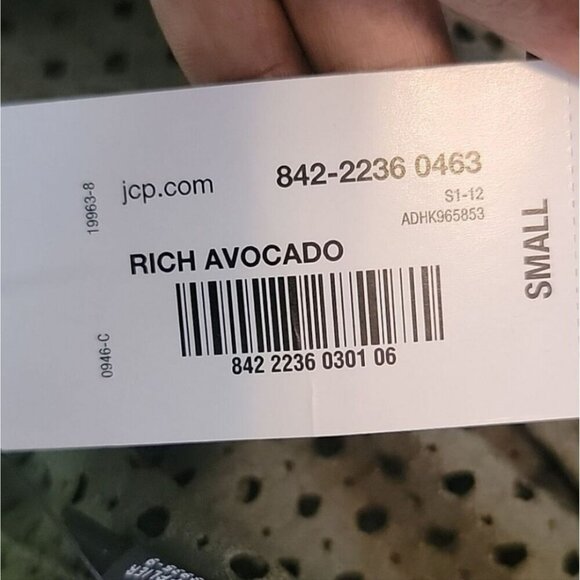 19963-8
jcp.com
842-2236 0463
S1-12
ADHK965853
RICH AVOCADO
SMALL
0946-C
842 2236 0301 06